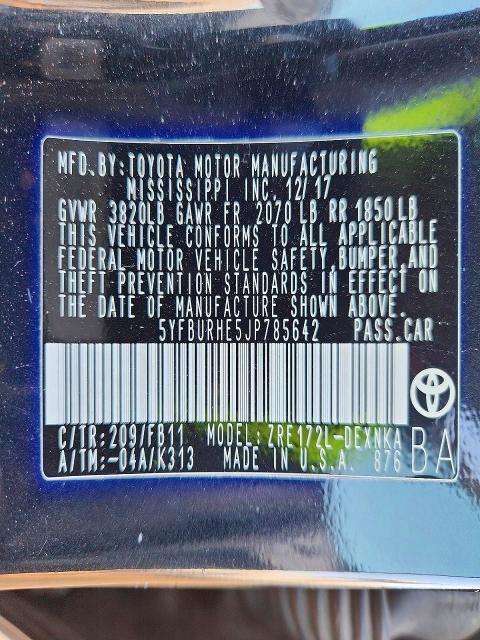 MFD. BY: TOYOTA MOTOR MANUFACTURING
MISSISSIPPI INC. 12/17
GVWR 3820LB GAWR FR 2070 LB RR 1850 LB
THIS VEHICLE CONFORMS TO ALL APPLICABLE
FEDERAL MOTOR VEHICLE SAFETY, BUMPER, AND
THEFT PREVENTION STANDARDS IN EFFECT ON
THE DATE OF MANUFACTURE SHOWN ABOVE.
5YFBURHE5JP785642 PASS. CAR
C/TR: 209/FB11 MODEL: ZRE172L-DEXNKA
A/TM: -04A/K313 MADE IN U.S.A. 876 BA